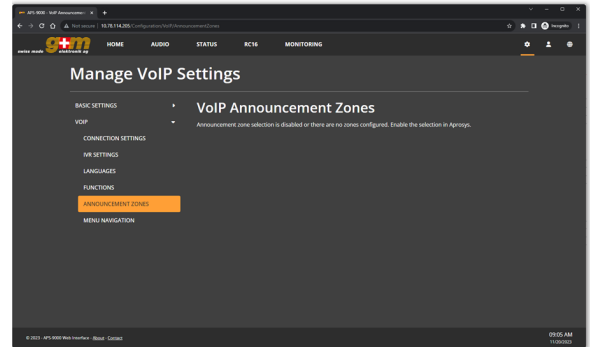 APS-9000 - VoIP Announcemen
Not secure 10.78.114.205/Configuration/VoIP/AnnouncementZones
Incognito
swiss made g+m elektronik ag
HOME AUDIO STATUS RC16 MONITORING
Manage VoIP Settings
BASIC SETTINGS
VOIP
CONNECTION SETTINGS
IVR SETTINGS
LANGUAGES
FUNCTIONS
ANNOUNCEMENT ZONES
MENU NAVIGATION
VoIP Announcement Zones
Announcement zone selection is disabled or there are no zones configured. Enable the selection in Aprosys.
© 2023 - APS-9000 Web Interface - About - Contact
09:05 AM
11/20/2023